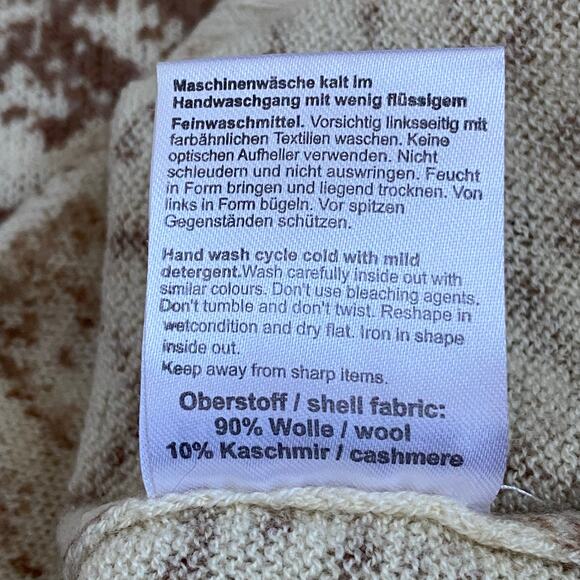 Maschinenwäsche kalt im
Handwaschgang mit wenig flüssigem
Feinwaschmittel. Vorsichtig linksseitig mit
farbähnlichen Textilien waschen. Keine
optischen Aufheller verwenden. Nicht
schleudern und nicht auswringen. Feucht
in Form bringen und liegend trocknen. Von
links in Form bügeln. Vor spitzen
Gegenständen schützen.
Hand wash cycle cold with mild
detergent.Wash carefully inside out with
similar colours. Don't use bleaching agents.
Don't tumble and don't twist. Reshape in
wetcondition and dry flat. Iron in shape
inside out.
Keep away from sharp items.
Oberstoff / shell fabric:
90% Wolle / wool
10% Kaschmir / cashmere